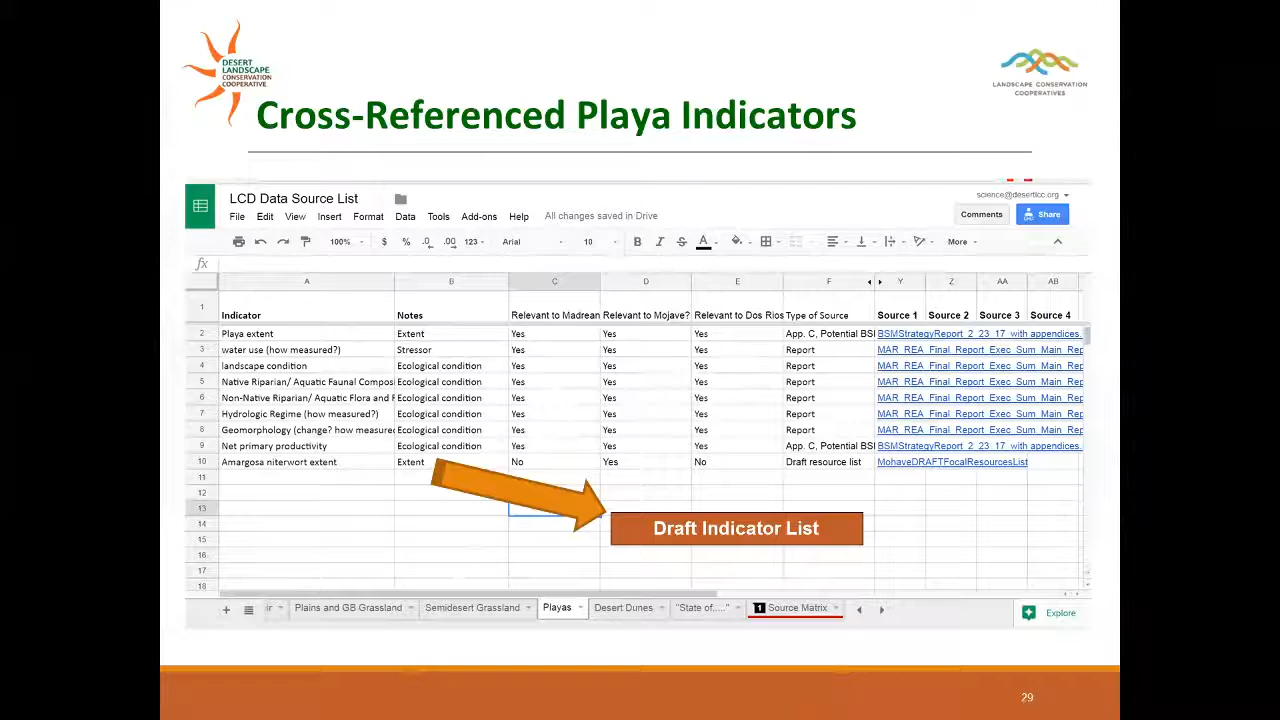 DESERT
LANDSCAPE
CONSERVATION
COOPERATIVE
LANDSCAPE CONSERVATION
COOPERATIVES
Cross-Referenced Playa Indicators
LCD Data Source List
science@desertlcc.org
File Edit View Insert Format Data Tools Add-ons Help All changes saved in Drive
Comments Share
100% $ % .0 .00 123 Arial 10 B I S A More
fx
A B C D E F Y Z AA AB
1 Indicator Notes Relevant to Madrean Relevant to Mojave? Relevant to Dos Rios Type of Source Source 1 Source 2 Source 3 Source 4
2 Playa extent Extent Yes Yes Yes App. C, Potential BSI BSMStrategyReport_2_23_17_with appendices.
3 water use (how measured?) Stressor Yes Yes Yes Report MAR_REA_Final_Report_Exec_Sum_Main_Rep
4 landscape condition Ecological condition Yes Yes Yes Report MAR_REA_Final_Report_Exec_Sum_Main_Rep
5 Native Riparian/ Aquatic Faunal Compos Ecological condition Yes Yes Yes Report MAR_REA_Final_Report_Exec_Sum_Main_Rep
6 Non-Native Riparian/ Aquatic Flora and F Ecological condition Yes Yes Yes Report MAR_REA_Final_Report_Exec_Sum_Main_Rep
7 Hydrologic Regime (how measured?) Ecological condition Yes Yes Yes Report MAR_REA_Final_Report_Exec_Sum_Main_Rep
8 Geomorphology (change? how measure Ecological condition Yes Yes Yes Report MAR_REA_Final_Report_Exec_Sum_Main_Rep
9 Net primary productivity Ecological condition Yes Yes Yes App. C, Potential BSI BSMStrategyReport_2_23_17_with appendices.
10 Amargosa niterwort extent Extent No Yes No Draft resource list MohaveDRAFTFocalResourcesList
11
12
13
14
Draft Indicator List
15
16
17
18
+ ir Plains and GB Grassland Semidesert Grassland Playas Desert Dunes "State of....." 1 Source Matrix Explore
29